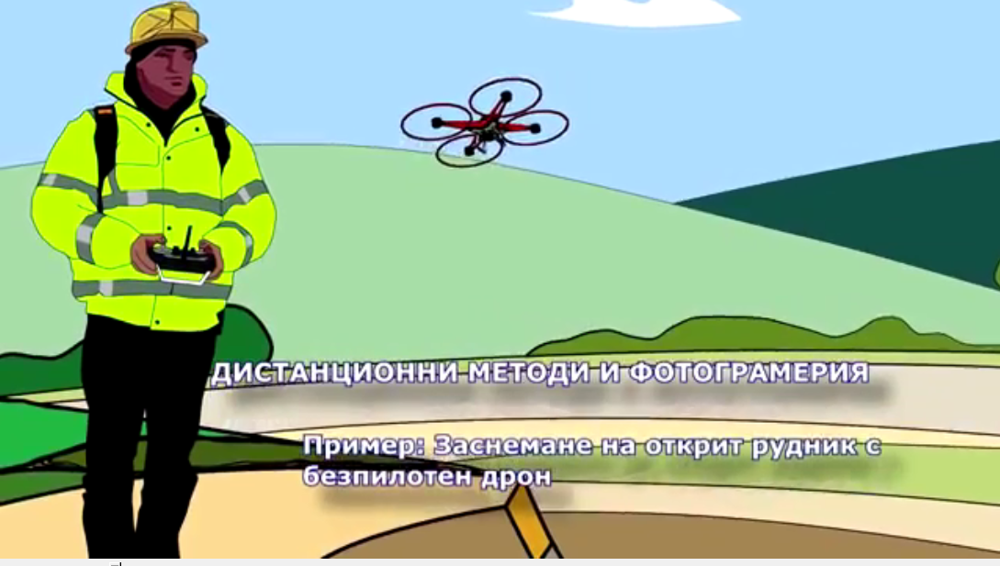 ДИСТАНЦИОННИ МЕТОДИ И ФОТОГРАМЕРИЯ
Пример: Заснемане на открит рудник с
безпилотен дрон